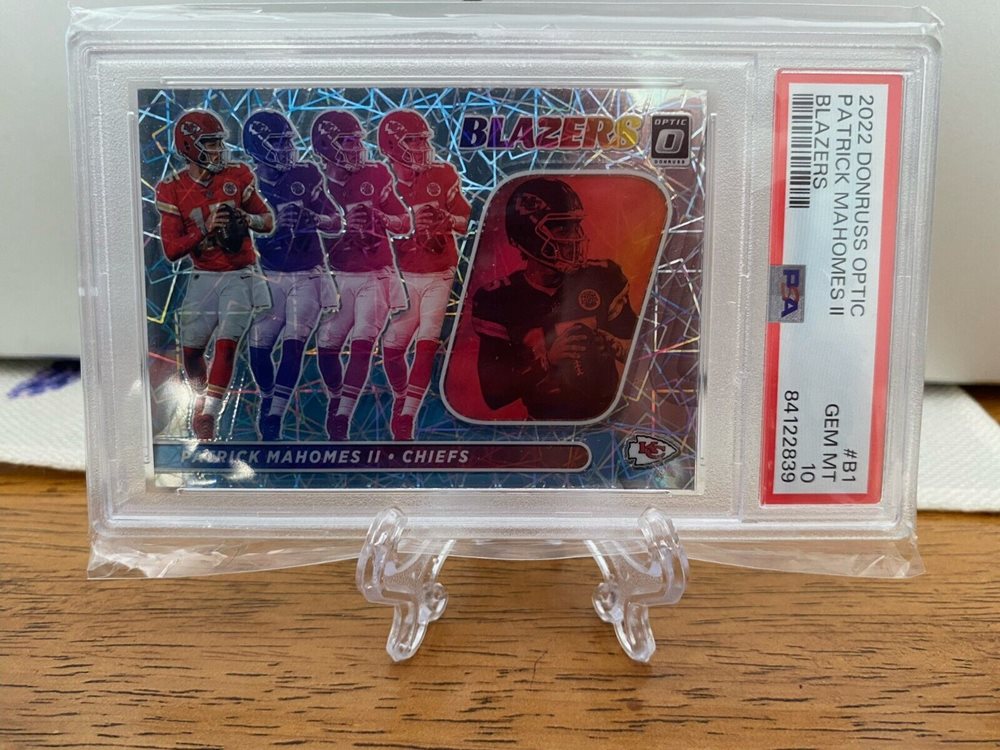 BLAZERS
OPTIC
DONRUSS
PATRICK MAHOMES II • CHIEFS
2022 DONRUSS OPTIC
PATRICK MAHOMES II
BLAZERS
#B1
GEM MT
10
84122839
PSA